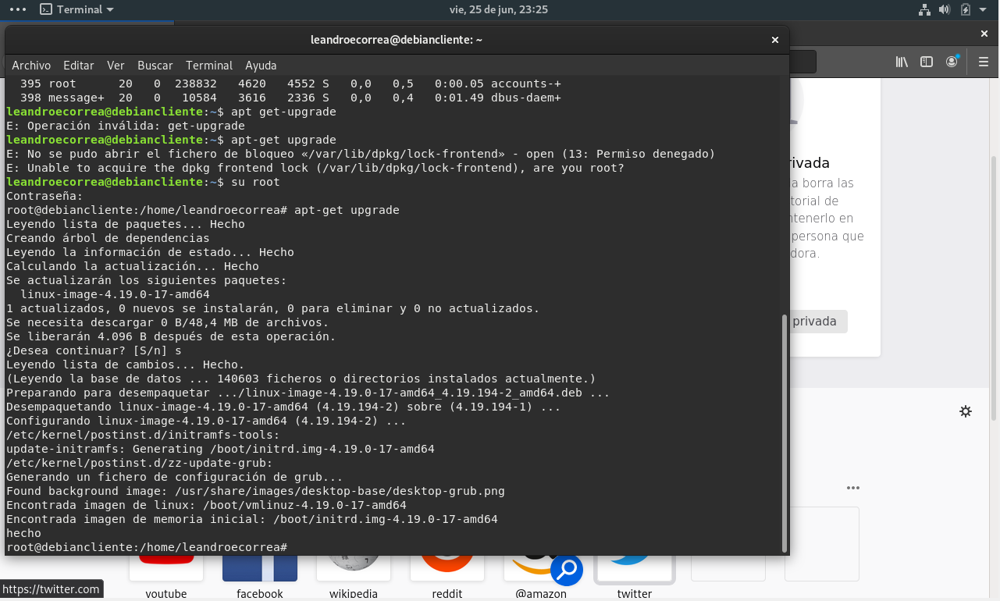 Terminal
vie, 25 de jun, 23:25
leandroecorrea@debiancliente: ~
Archivo Editar Ver Buscar Terminal Ayuda
395 root 20 0 238832 4620 4552 S 0,0 0,5 0:00.05 accounts-+
398 message+ 20 0 10584 3616 2336 S 0,0 0,4 0:01.49 dbus-daem+
leandroecorrea@debiancliente:~$ apt get-upgrade
E: Operación inválida: get-upgrade
leandroecorrea@debiancliente:~$ apt-get upgrade
E: No se pudo abrir el fichero de bloqueo «/var/lib/dpkg/lock-frontend» - open (13: Permiso denegado)
E: Unable to acquire the dpkg frontend lock (/var/lib/dpkg/lock-frontend), are you root?
leandroecorrea@debiancliente:~$ su root
Contraseña:
root@debiancliente:/home/leandroecorrea# apt-get upgrade
Leyendo lista de paquetes... Hecho
Creando árbol de dependencias
Leyendo la información de estado... Hecho
Calculando la actualización... Hecho
Se actualizarán los siguientes paquetes:
linux-image-4.19.0-17-amd64
1 actualizados, 0 nuevos se instalarán, 0 para eliminar y 0 no actualizados.
Se necesita descargar 0 B/48,4 MB de archivos.
Se liberarán 4.096 B después de esta operación.
¿Desea continuar? [S/n] s
Leyendo lista de cambios... Hecho.
(Leyendo la base de datos ... 140603 ficheros o directorios instalados actualmente.)
Preparando para desempaquetar .../linux-image-4.19.0-17-amd64_4.19.194-2_amd64.deb ...
Desempaquetando linux-image-4.19.0-17-amd64 (4.19.194-2) sobre (4.19.194-1) ...
Configurando linux-image-4.19.0-17-amd64 (4.19.194-2) ...
/etc/kernel/postinst.d/initramfs-tools:
update-initramfs: Generating /boot/initrd.img-4.19.0-17-amd64
/etc/kernel/postinst.d/zz-update-grub:
Generando un fichero de configuración de grub...
Found background image: /usr/share/images/desktop-base/desktop-grub.png
Encontrada imagen de linux: /boot/vmlinuz-4.19.0-17-amd64
Encontrada imagen de memoria inicial: /boot/initrd.img-4.19.0-17-amd64
hecho
root@debiancliente:/home/leandroecorrea#
ivada
a borra las
torial de
ntenerlo en
persona que
dora.
privada
https://twitter.com
youtube facebook wikipedia reddit @amazon twitter